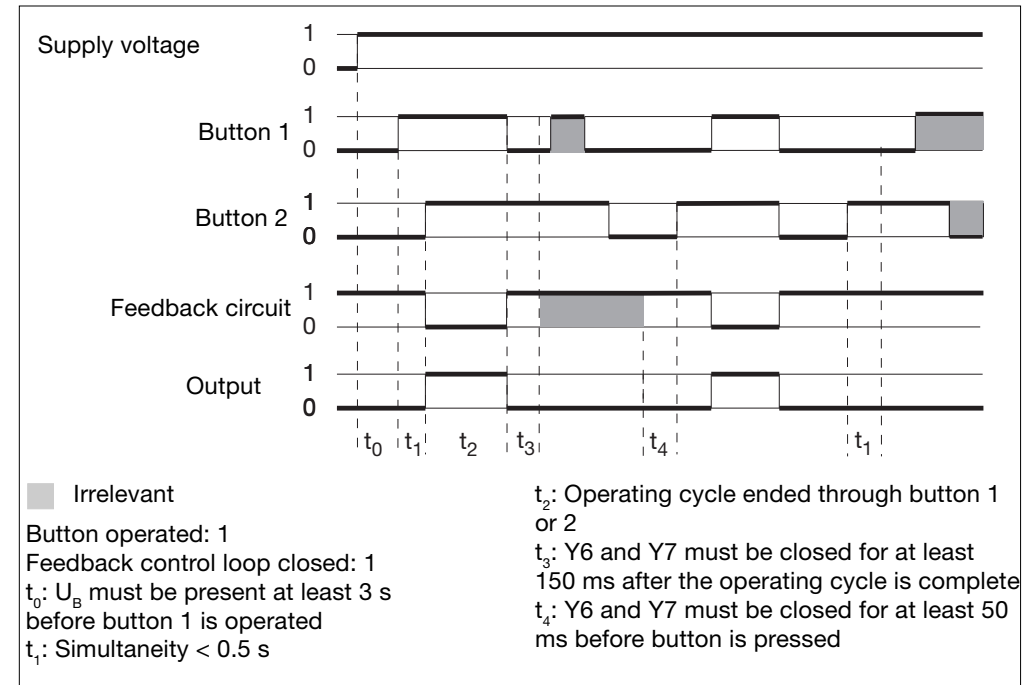 Supply voltage
1
0
Button 1
1
0
Button 2
1
0
Feedback circuit
1
0
Output
1
0
t0 t1 t2 t3 t4 t1
Irrelevant
Button operated: 1
Feedback control loop closed: 1
t0: UB must be present at least 3 s
before button 1 is operated
t1: Simultaneity < 0.5 s
t2: Operating cycle ended through button 1
or 2
t3: Y6 and Y7 must be closed for at least
150 ms after the operating cycle is complete
t4: Y6 and Y7 must be closed for at least 50
ms before button is pressed